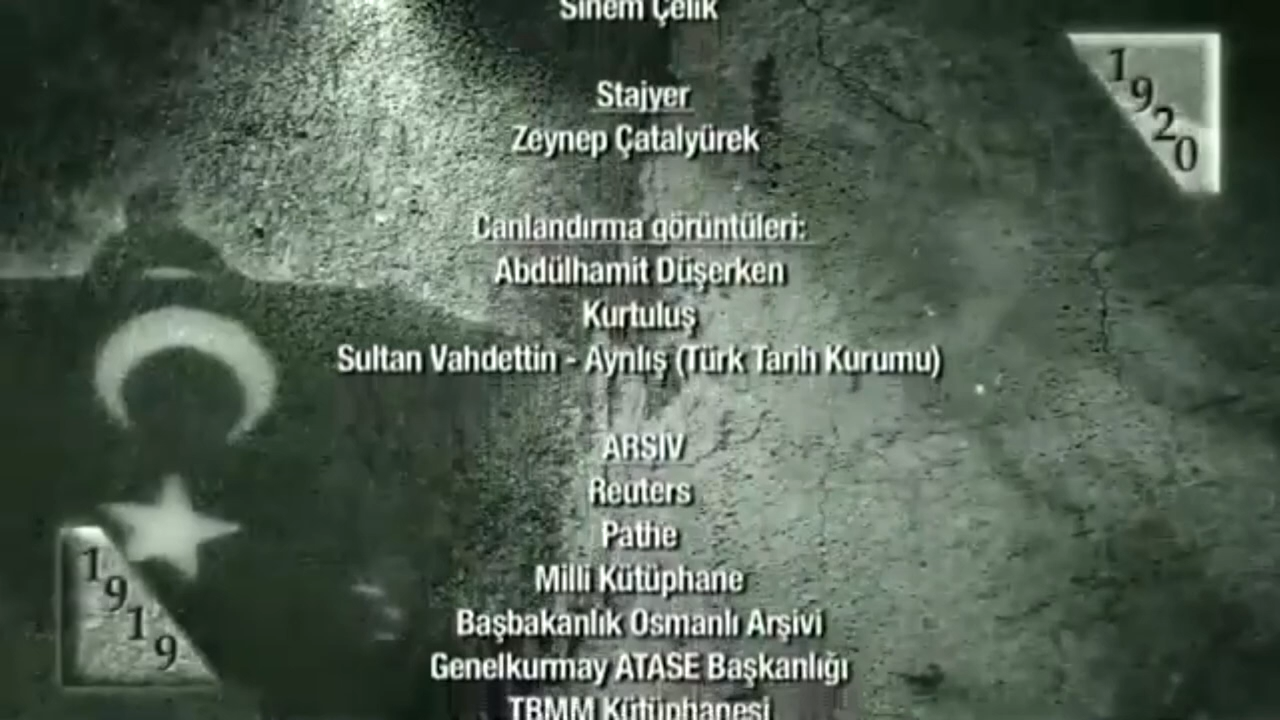 Sinem Çelik
1920
Stajyer
Zeynep Çatalyürek
Canlandırma görüntüleri:
Abdülhamit Düşerken
Kurtuluş
Sultan Vahdettin - Ayrılış (Türk Tarih Kurumu)
ARŞİV
Reuters
Pathe
Milli Kütüphane
1919
Başbakanlık Osmanlı Arşivi
Genelkurmay ATASE Başkanlığı
TBMM Kütüphanesi